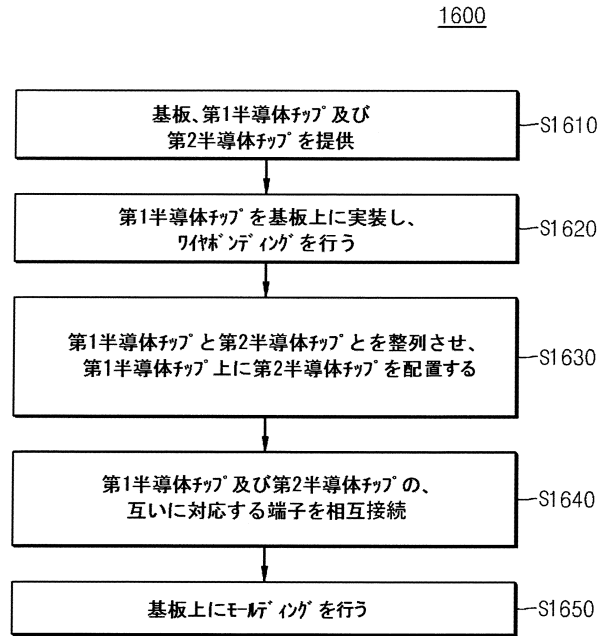 1600
基板、第1半導体ﾁｯﾌﾟ及び
第2半導体ﾁｯﾌﾟを提供
S1610
第1半導体ﾁｯﾌﾟを基板上に実装し、
ﾜｲﾔﾎﾞﾝﾃﾞｨﾝｸﾞを行う
S1620
第1半導体ﾁｯﾌﾟと第2半導体ﾁｯﾌﾟとを整列させ、
第1半導体ﾁｯﾌﾟ上に第2半導体ﾁｯﾌﾟを配置する
S1630
第1半導体ﾁｯﾌﾟ及び第2半導体ﾁｯﾌﾟの、
互いに対応する端子を相互接続
S1640
基板上にﾓｰﾙﾃﾞｨﾝｸﾞを行う
S1650